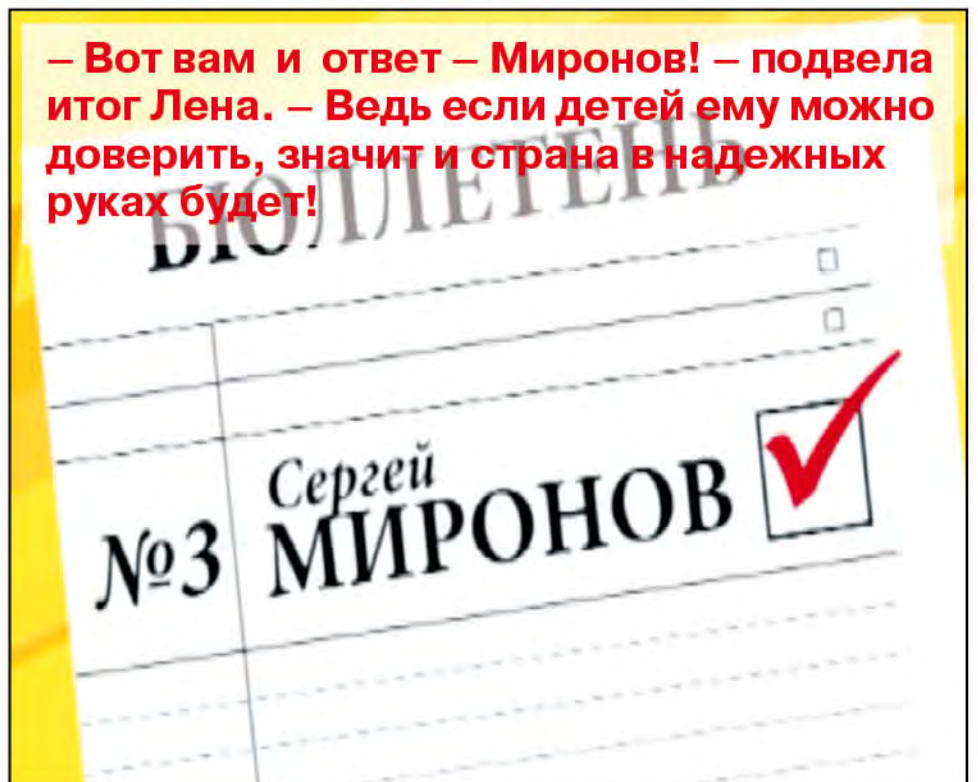 – Вот вам и ответ – Миронов! – подвела
итог Лена. – Ведь если детей ему можно
доверить, значит и страна в надежных
руках будет!
БЮЛЛЕТЕНЬ
№3
Сергей
МИРОНОВ